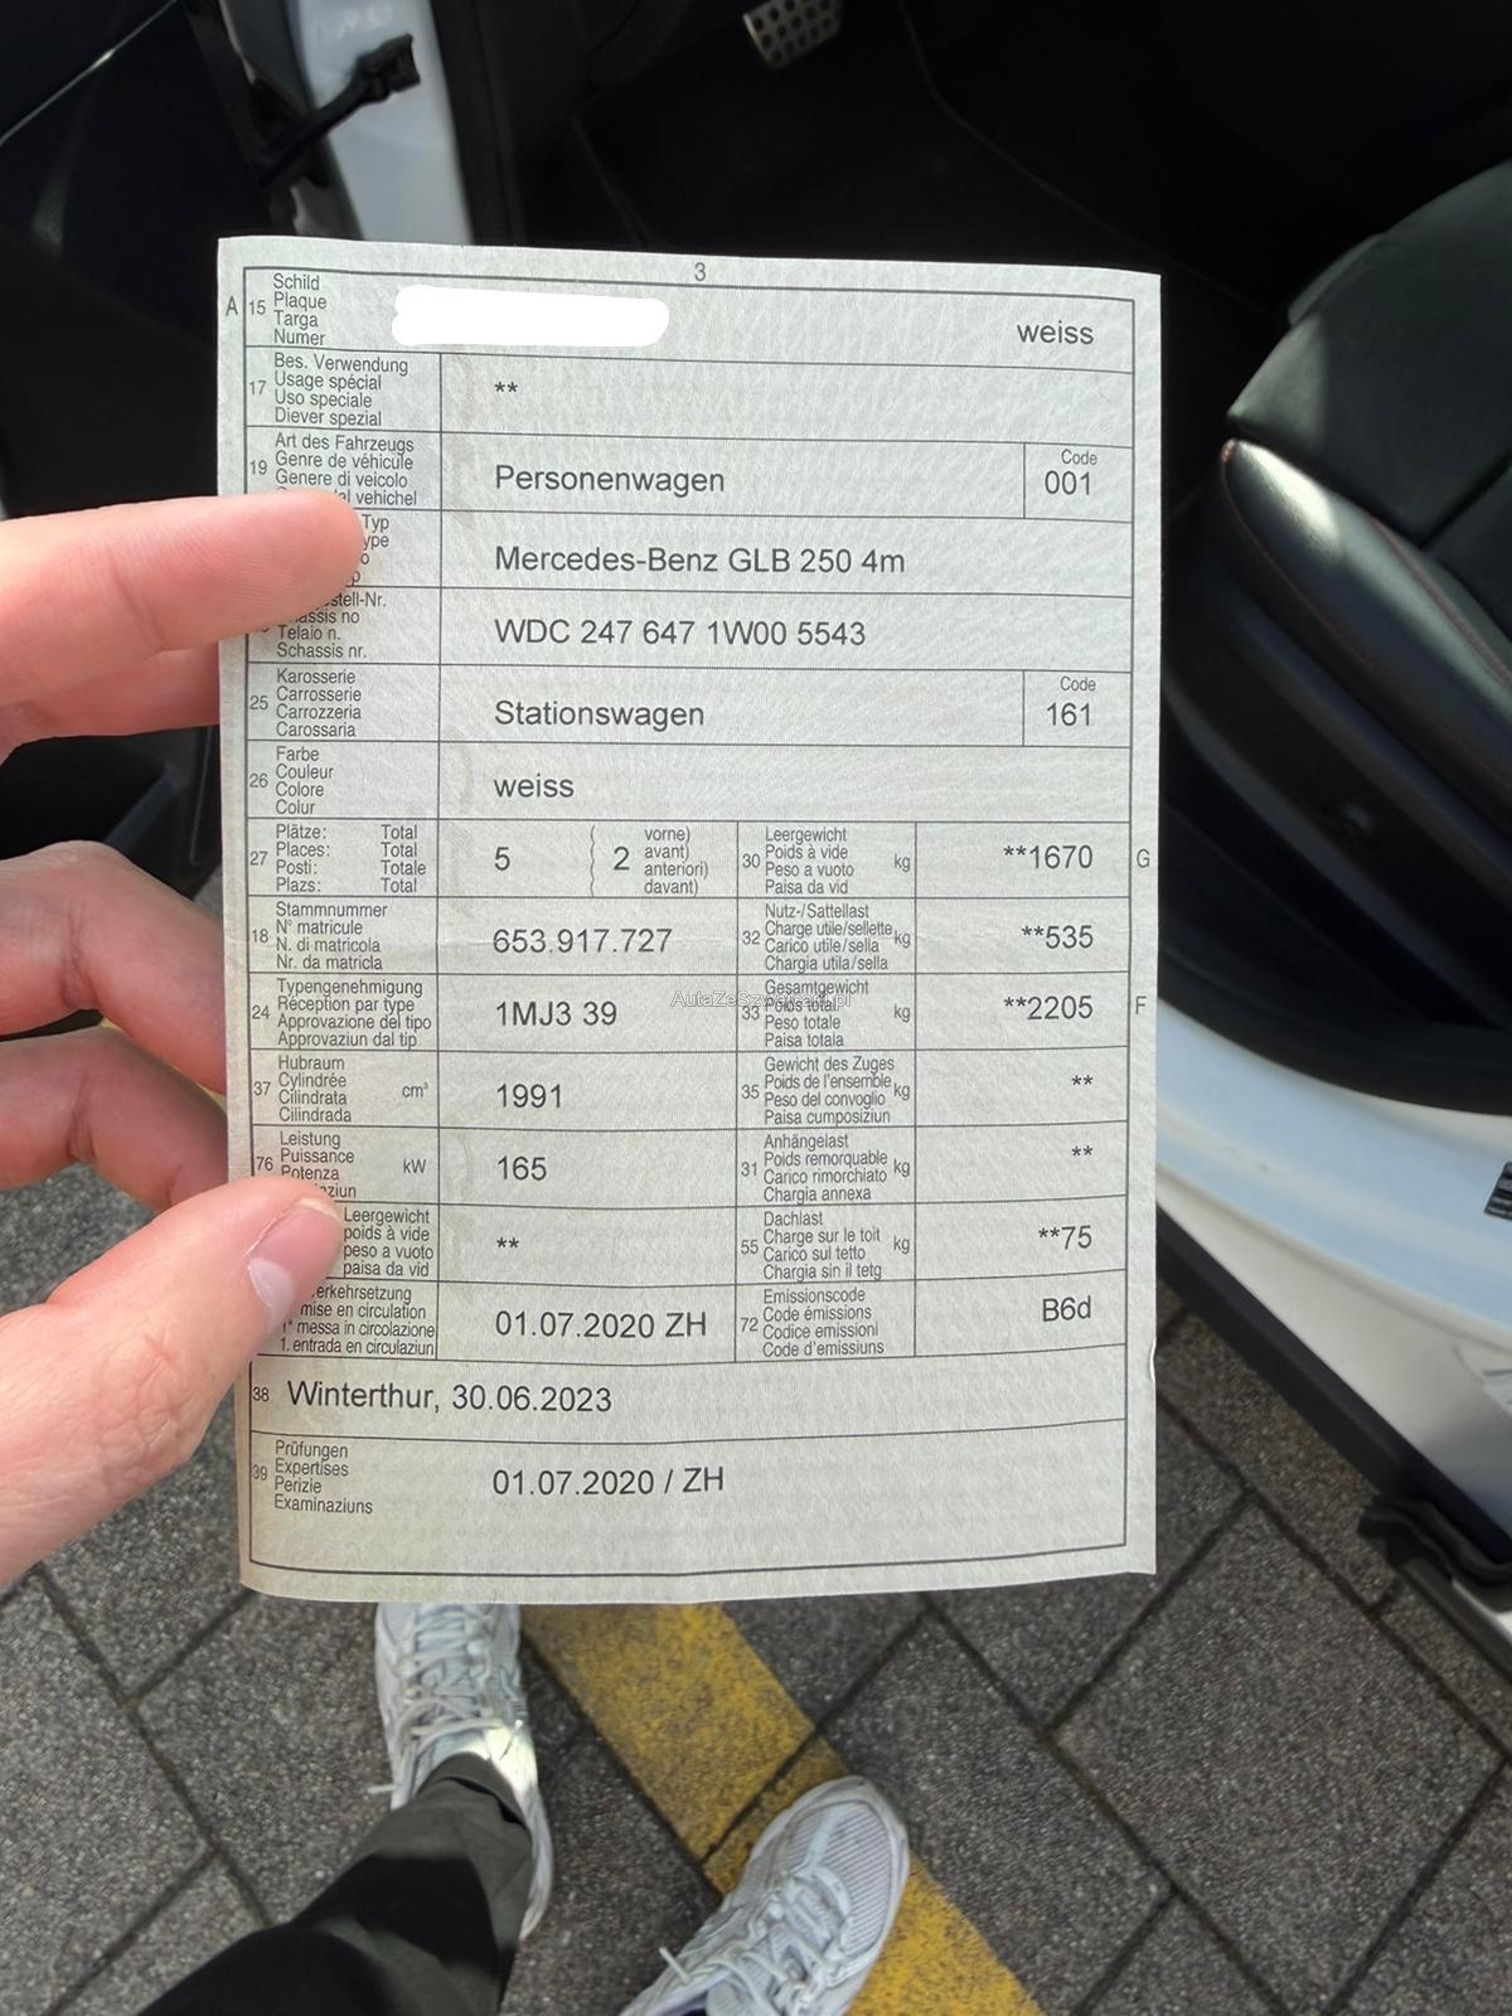 3
A 15 Schild
Plaque
Targa
Numer
weiss
17 Bes. Verwendung
Usage spécial
Uso speciale
Diever spezial
**
19 Art des Fahrzeugs
Genre de véhicule
Genere di veicolo
vehichel
Personenwagen
Code
001
Typ
Mercedes-Benz GLB 250 4m
Telaio n.
Schassis nr.
WDC 247 647 1W00 5543
25 Karosserie
Carrosserie
Carrozzeria
Carossaria
Stationswagen
Code
161
26 Farbe
Couleur
Colore
Colur
weiss
27 Plätze: Total
Places: Total
Posti: Totale
Plazs: Total
5 ( 2 vorne)
avant)
anteriori)
davant)
30 Leergewicht
Poids à vide
Peso a vuoto
Paisa da vid
kg
**1670 G
18 Stammnummer
N° matricule
N. di matricola
Nr. da matricla
653.917.727
32 Nutz-/Sattellast
Charge utile/sellette
Carico utile/sella
Chargia utila/sella
kg
**535
24 Typengenehmigung
Réception par type
Approvazione del tipo
Approvaziun dal tip
1MJ3 39
AutaZeSzwajcarii.pl
33 Gesamtgewicht
Poids total
Peso totale
Paisa totala
kg
**2205 F
37 Hubraum
Cylindrée
Cilindrata
Cilindrada
cm³
1991
35 Gewicht des Zuges
Poids de l'ensemble
Peso del convoglio
Paisa cumposiziun
kg
**
76 Leistung
Puissance
Potenza
kW
165
31 Anhängelast
Poids remorquable
Carico rimorchiato
Chargia annexa
kg
**
Leergewicht
poids à vide
peso a vuoto
paisa da vid
**
55 Dachlast
Charge sur le toit
Carico sul tetto
Chargia sin il tetg
kg
**75
mise en circulation
1ª messa in circolazione
1. entrada en circulaziun
01.07.2020 ZH
72 Emissionscode
Code émissions
Codice emissioni
Code d'emissiuns
B6d
38 Winterthur, 30.06.2023
39 Prüfungen
Expertises
Perizie
Examinaziuns
01.07.2020 / ZH